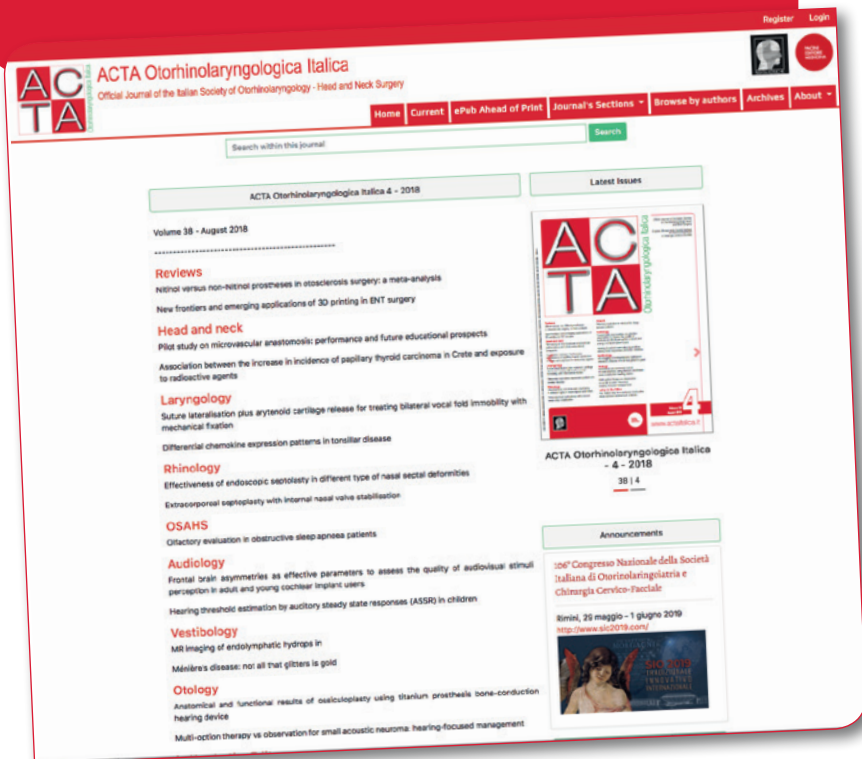 Register Login
ACTA
Otorhinolaryngologica Italica
ACTA Otorhinolaryngologica Italica
Official Journal of the Italian Society of Otorhinolaryngology - Head and Neck Surgery
PACINI
EDITORE
MEDICINA
Home Current ePub Ahead of Print Journal's Sections Browse by authors Archives About
Search within this journal Search
ACTA Otorhinolaryngologica Italica 4 - 2018
Volume 38 - August 2018
Reviews
Nitinol versus non-Nitinol prostheses in otosclerosis surgery: a meta-analysis
New frontiers and emerging applications of 3D printing in ENT surgery
Head and neck
Pilot study on microvascular anastomosis: performance and future educational prospects
Association between the increase in incidence of papillary thyroid carcinoma in Crete and exposure
to radioactive agents
Laryngology
Suture lateralisation plus arytenoid cartilage release for treating bilateral vocal fold immobility with
mechanical fixation
Differential chemokine expression patterns in tonsillar disease
Rhinology
Effectiveness of endoscopic septolasty in different type of nasal septal deformities
Extracorporeal septoplasty with internal nasal valve stabilisation
OSAHS
Olfactory evaluation in obstructive sleep apnoea patients
Audiology
Frontal brain asymmetries as effective parameters to assess the quality of audiovisual stimuli
perception in adult and young cochlear implant users
Hearing threshold estimation by auditory steady state responses (ASSR) in children
Vestibology
MR imaging of endolymphatic hydrops in
Ménière's disease: not all that glitters is gold
Otology
Anatomical and functional results of ossiculoplasty using titanium prosthesis bone-conduction
hearing device
Multi-option therapy vs observation for small acoustic neuroma: hearing-focused management
Latest Issues
ACTA
Otorhinolaryngologica Italica
4
www.actaitalica.it
ACTA Otorhinolaryngologica Italica
- 4 - 2018
38 | 4
Announcements
106° Congresso Nazionale della Società
Italiana di Otorinolaringoiatria e
Chirurgia Cervico-Facciale
Rimini, 29 maggio – 1 giugno 2019
http://www.sic2019.com/
SIC 2019